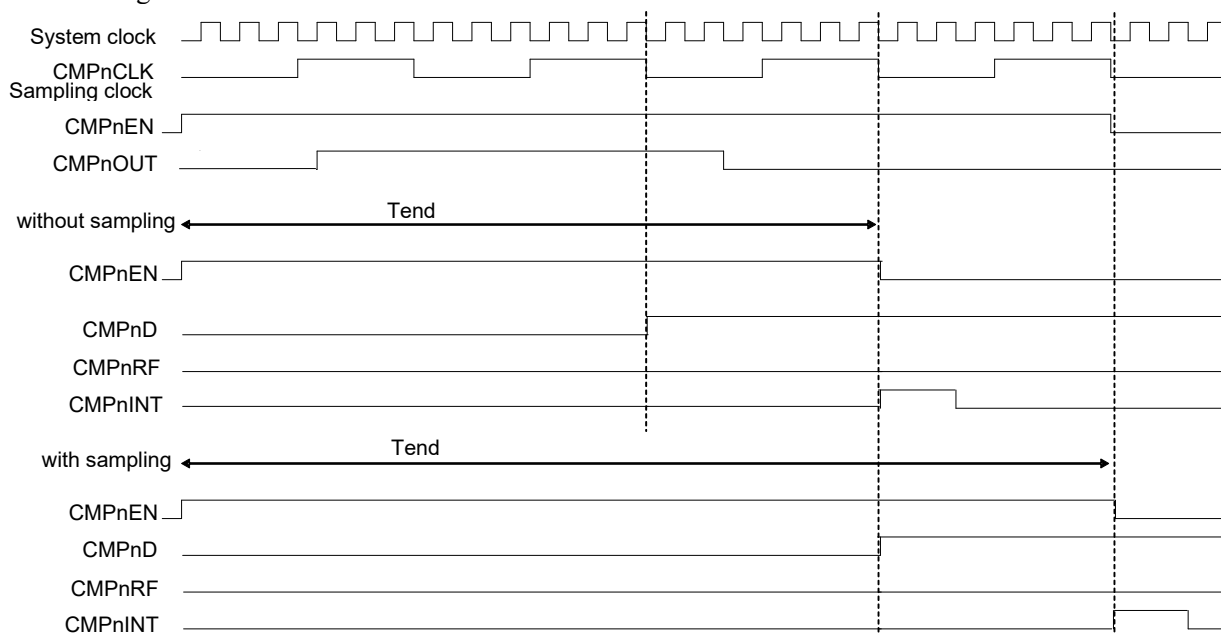 System clock
CMPnCLK
Sampling clock
CMPnEN
CMPnOUT
without sampling
Tend
CMPnEN
CMPnD
CMPnRF
CMPnINT
with sampling
Tend
CMPnEN
CMPnD
CMPnRF
CMPnINT